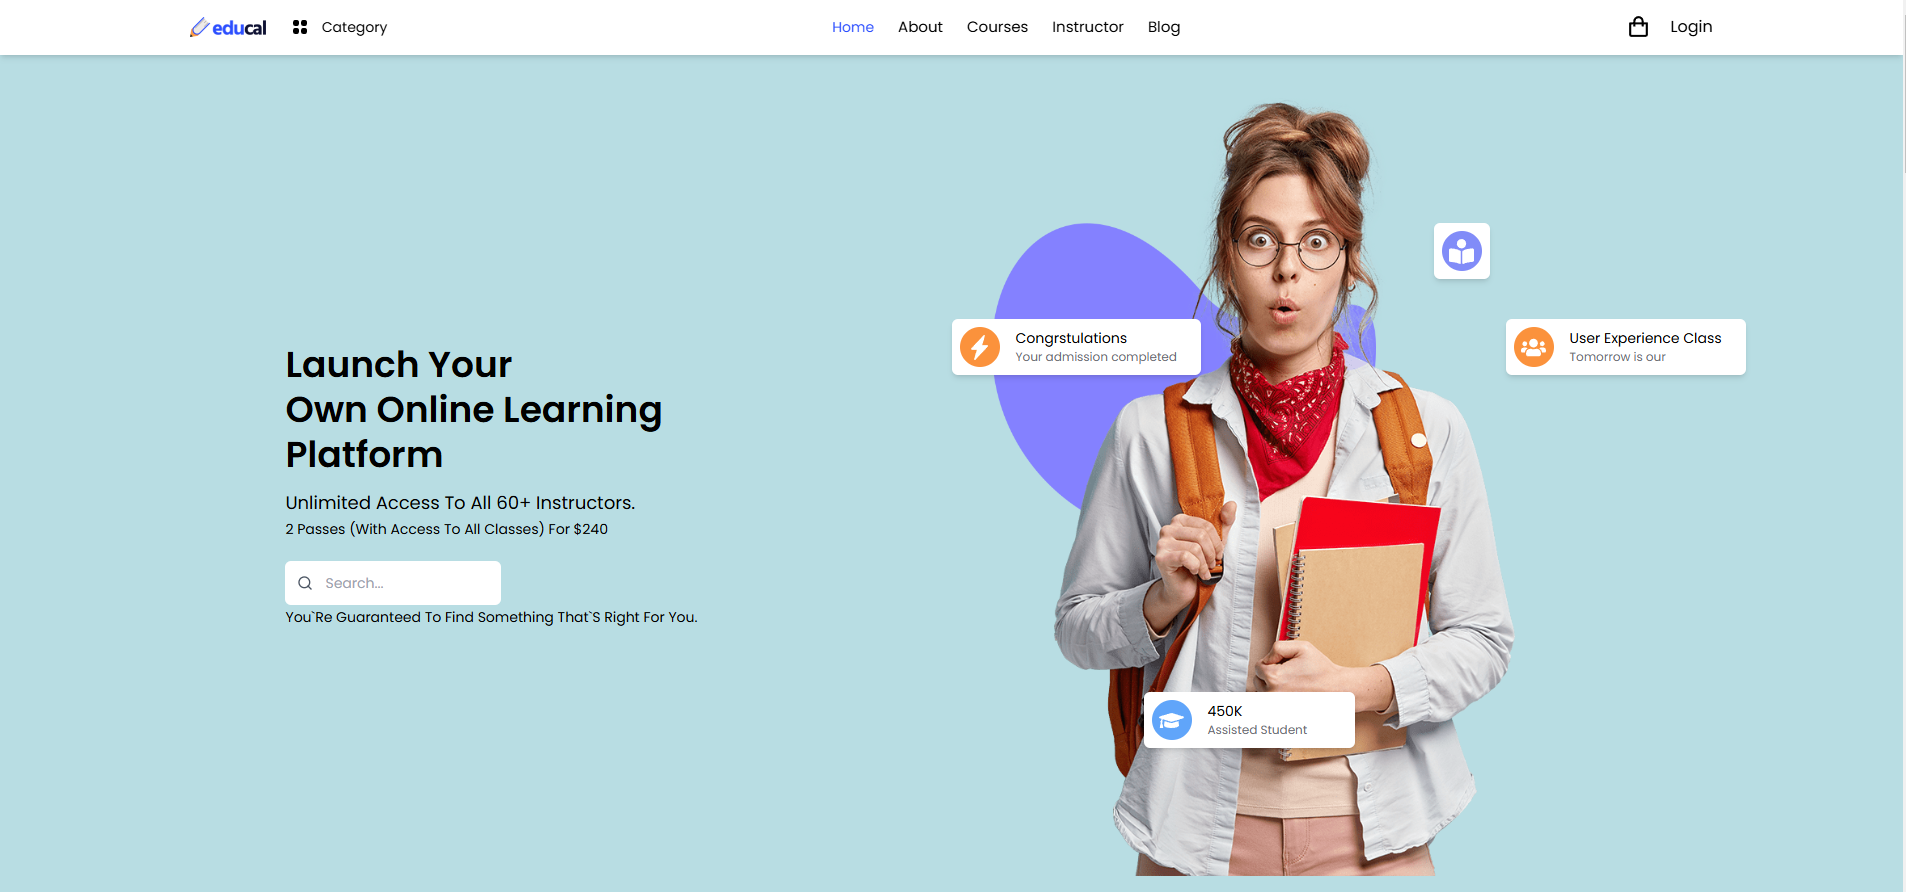 educal
Category
Home
About
Courses
Instructor
Blog
Login
Launch Your
Own Online Learning
Platform
Unlimited Access To All 60+ Instructors.
2 Passes (With Access To All Classes) For $240
Search...
You`Re Guaranteed To Find Something That`S Right For You.
Congrstulations
Your admission completed
User Experience Class
Tomorrow is our
450K
Assisted Student